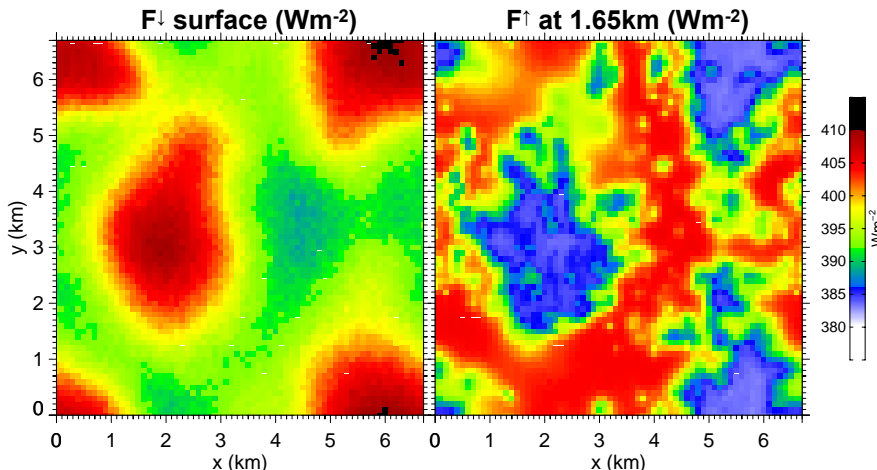 F↓ surface (Wm-2)
F↑ at 1.65km (Wm-2)
6
5
4
3
2
1
0
y (km)
0 1 2 3 4 5 6
x (km)
0 1 2 3 4 5 6
x (km)
410
405
400
395
390
385
380
Wm−2